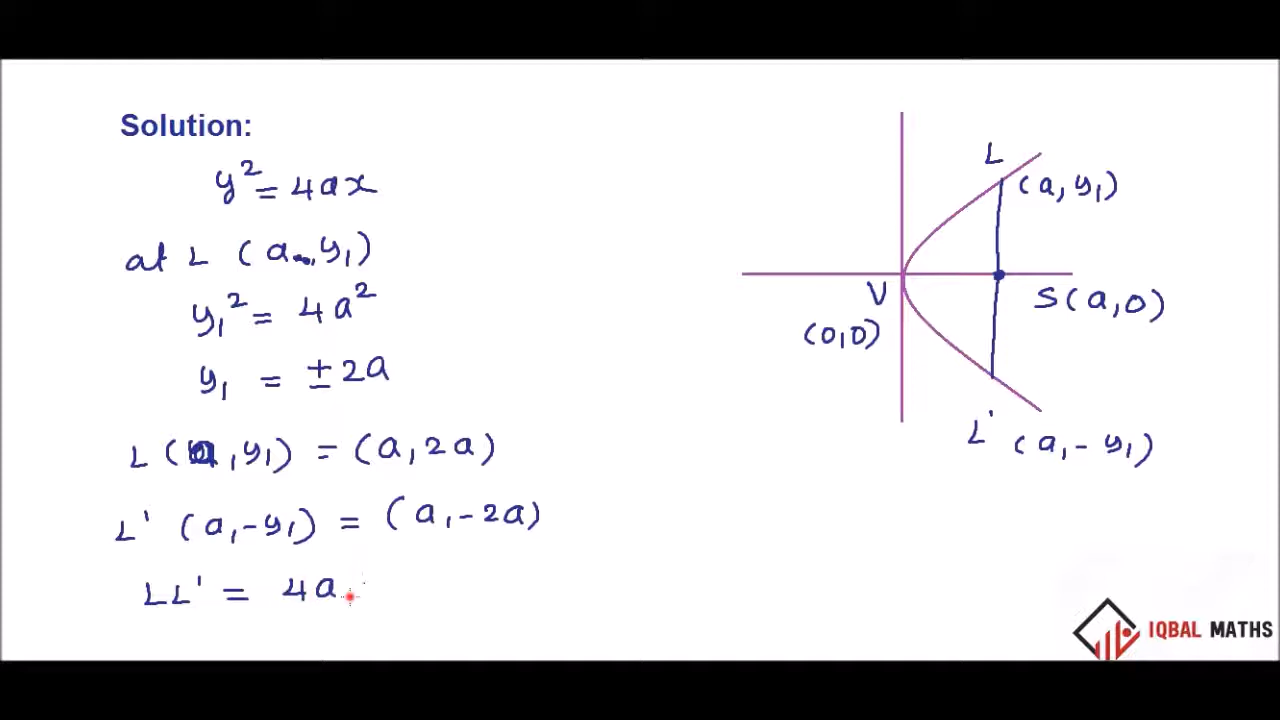 Solution:
y² = 4ax
at L (a, y₁)
y₁² = 4a²
y₁ = ±2a
L (a, y₁) = (a, 2a)
L' (a, -y₁) = (a, -2a)
LL' = 4a
L
(a, y₁)
V
(0,0)
S(a,0)
L'
(a, -y₁)
IQBAL MATHS